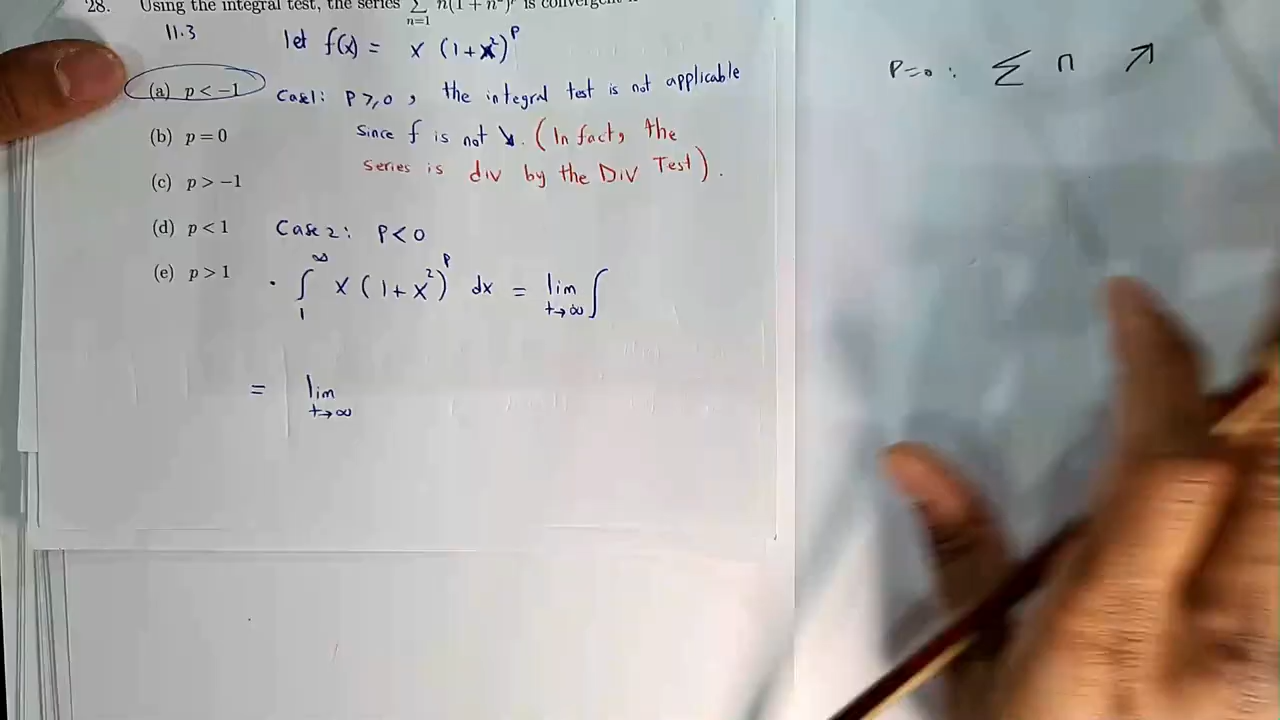 28. Using the integral test, the series ∑ n(1 + n²)ᵖ is convergent
n=1
11.3
let f(x) = x (1+x²)^p
(a) p < −1
Case1: P ⩾ 0 , the integral test is not applicable
(b) p = 0
Since f is not ↘. (In fact, the
series is div by the Div Test).
(c) p > −1
(d) p < 1
Case 2: P < 0
(e) p > 1
∫₁^∞ x (1+x²)^p dx = lim t→∞ ∫
= lim t→∞
P=0 : ∑ n ↗